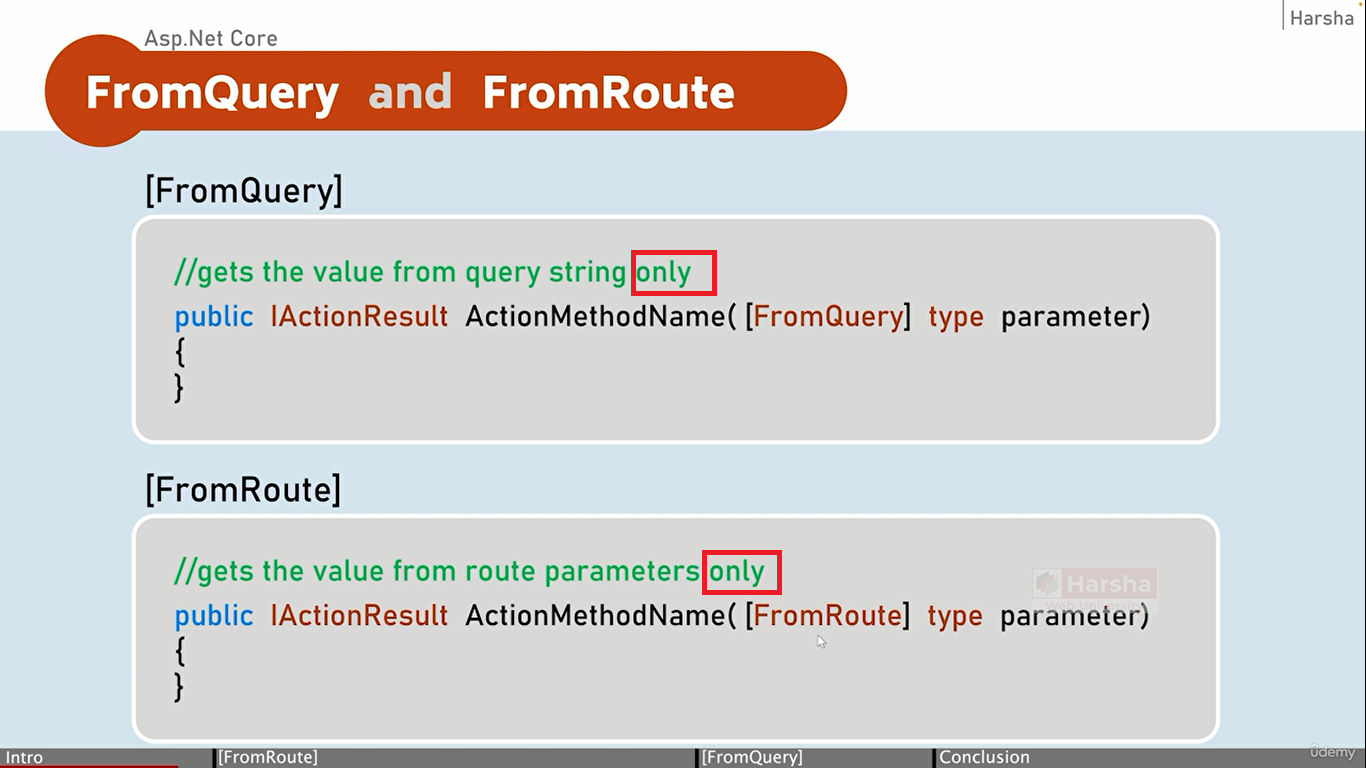 Harsha
Asp.Net Core
FromQuery and FromRoute
[FromQuery]
//gets the value from query string only
public IActionResult ActionMethodName( [FromQuery] type parameter)
{
}
[FromRoute]
//gets the value from route parameters only
Harsha
Web University
public IActionResult ActionMethodName( [FromRoute] type parameter)
{
}
Intro
[FromRoute]
[FromQuery]
Conclusion
ûdemy